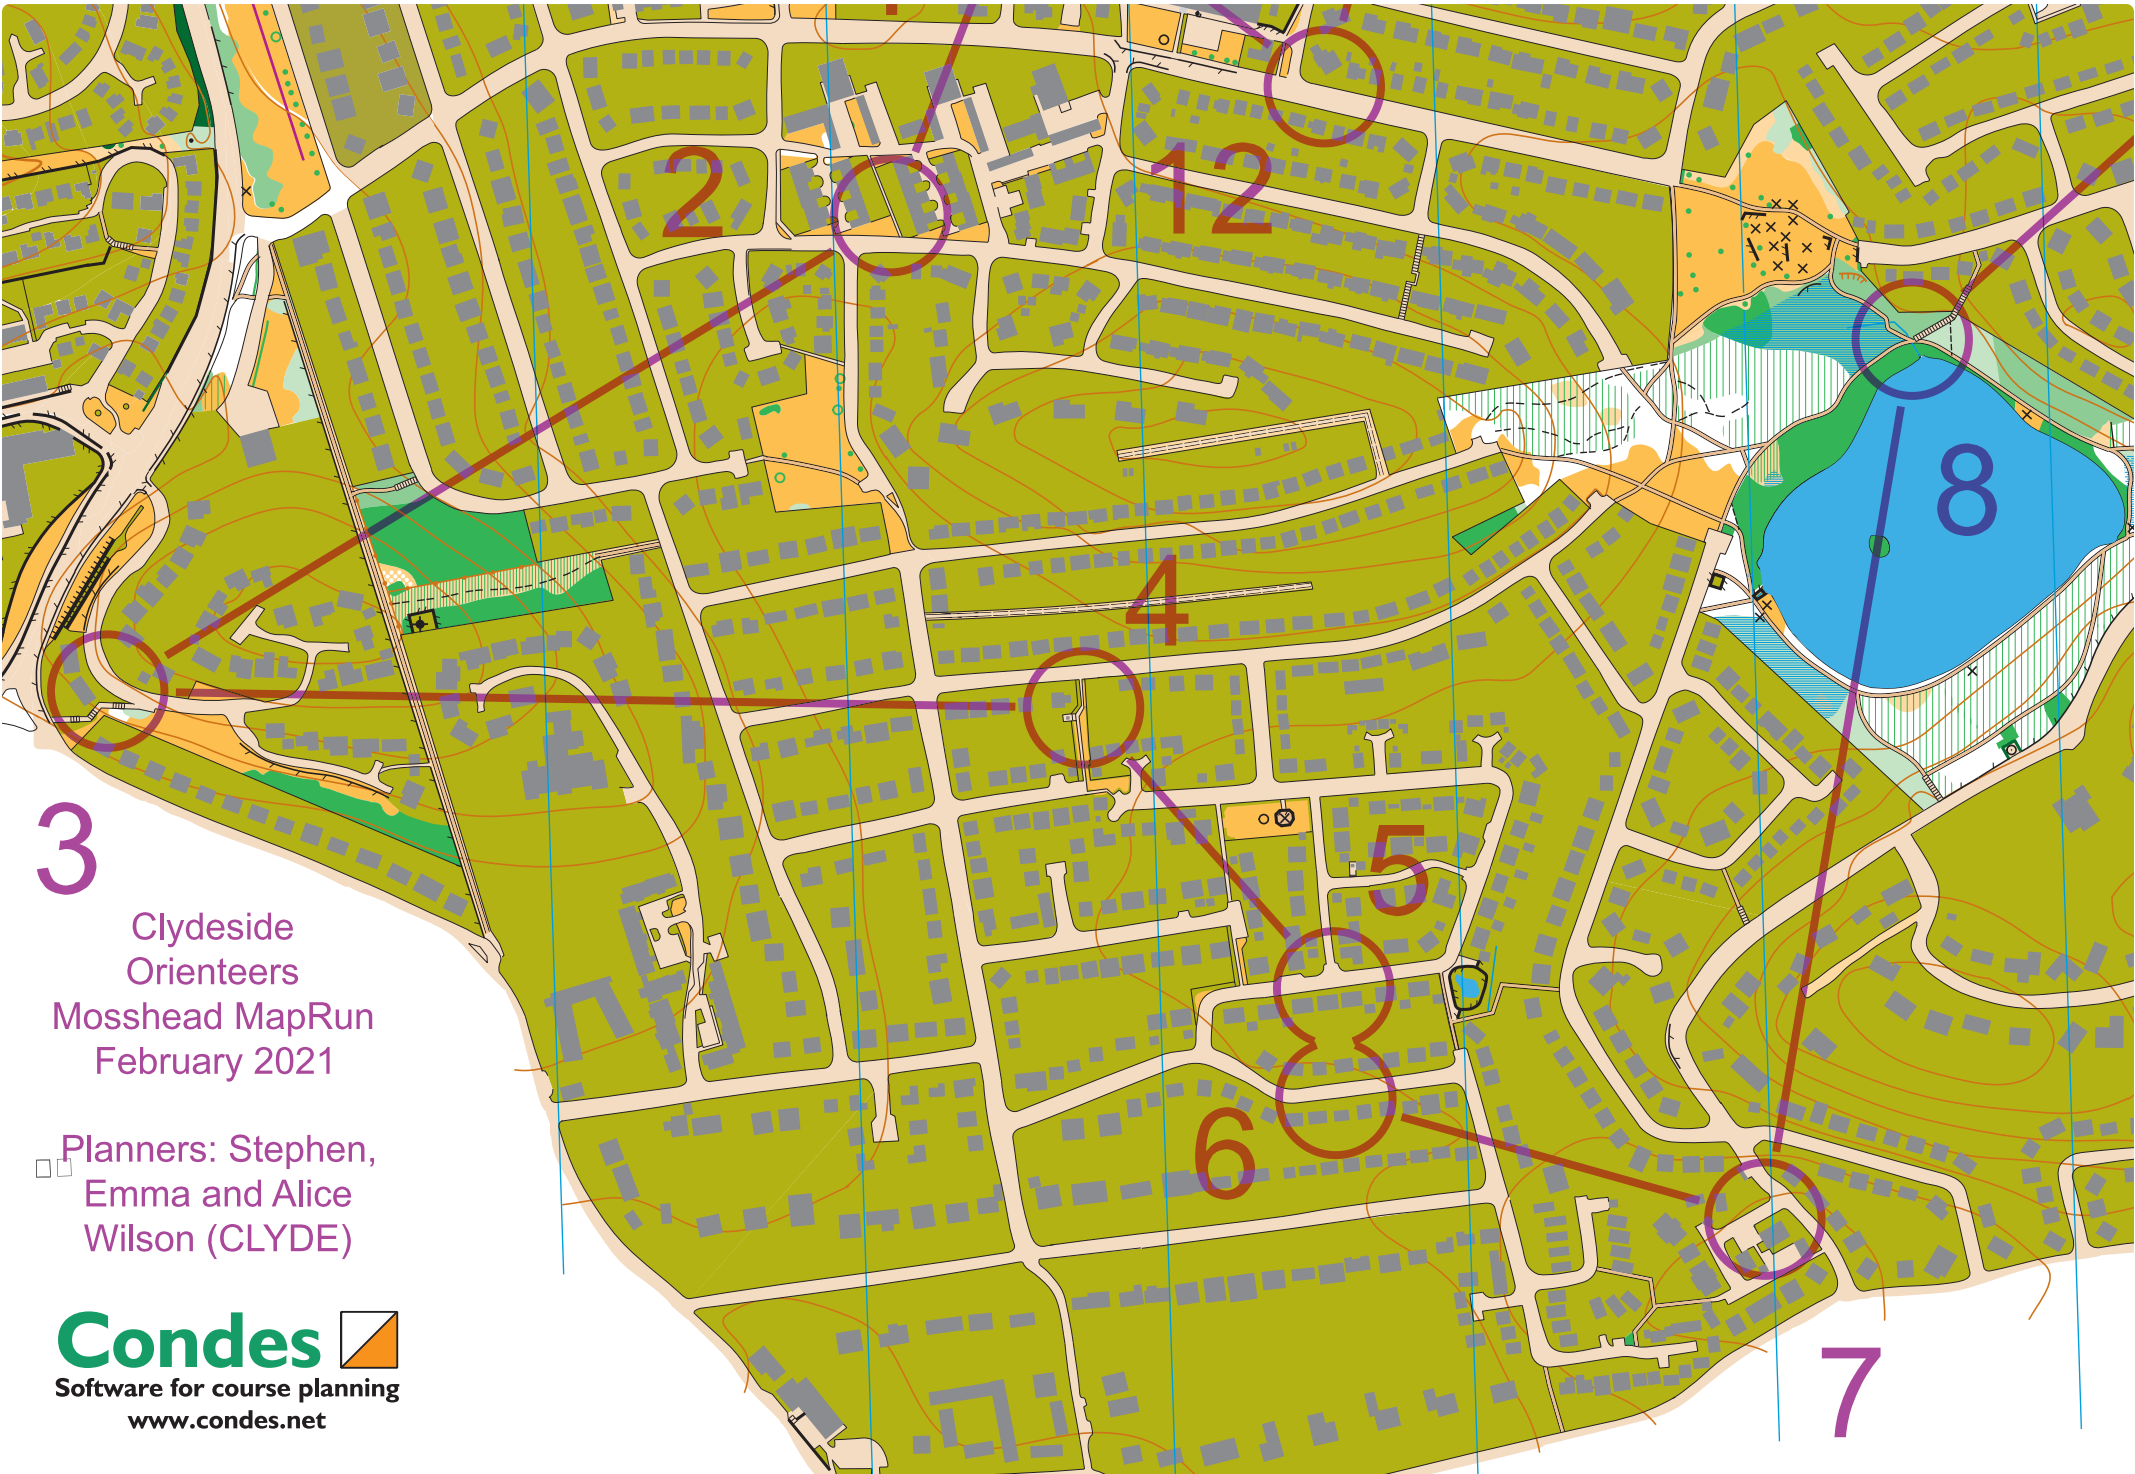 2
12
8
4
5
3
6
7
Clydeside
Orienteers
Mosshead MapRun
February 2021
Planners: Stephen,
Emma and Alice
Wilson (CLYDE)
Condes
Software for course planning
www.condes.net